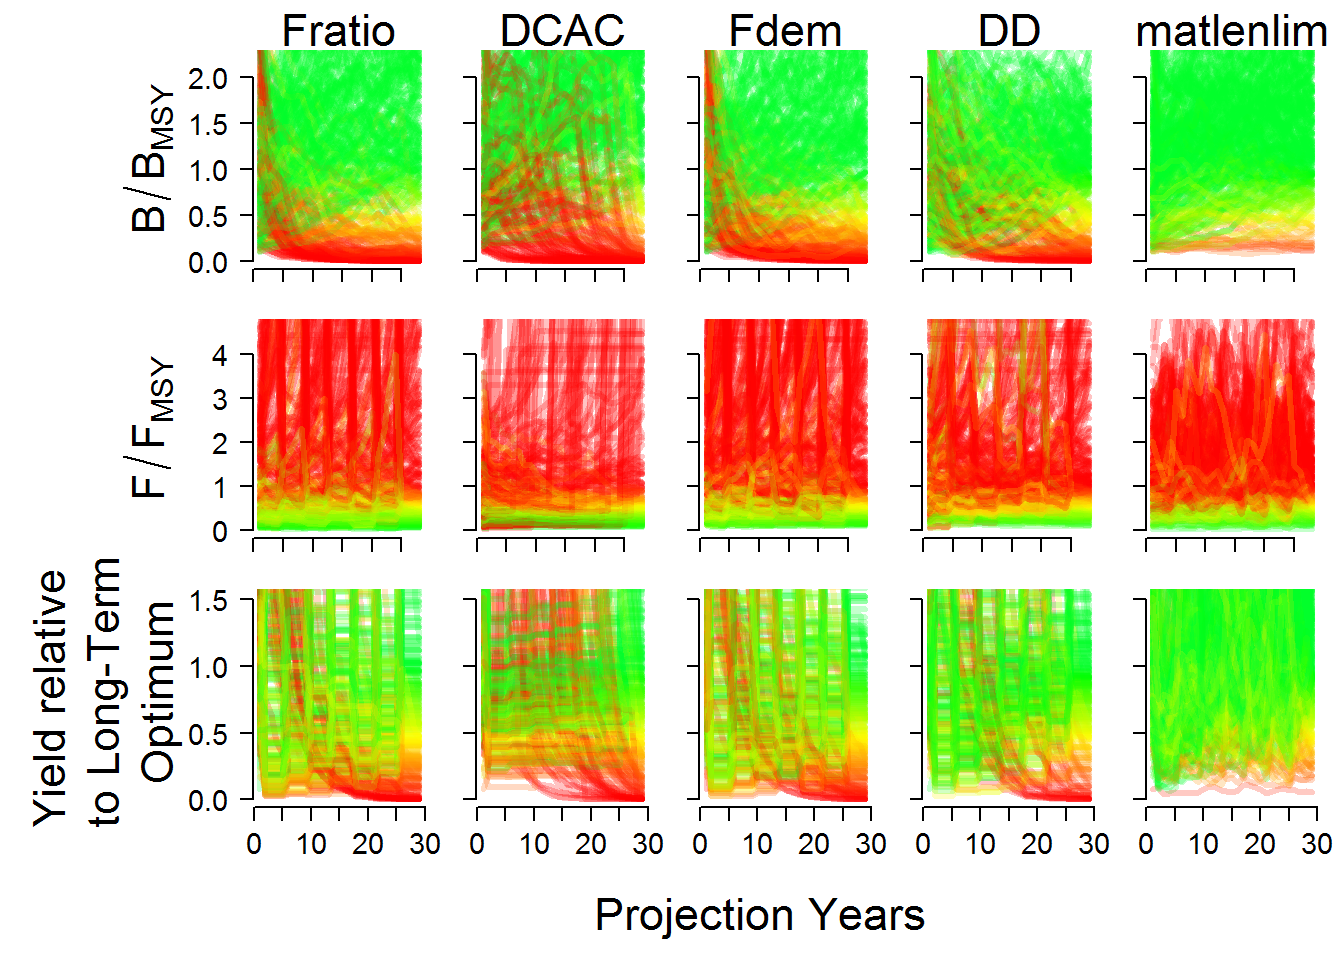 Fratio DCAC Fdem DD matlenlim
B / B_MSY
2.0
1.5
1.0
0.5
0.0
F / F_MSY
4
3
2
1
0
Yield relative
to Long-Term
Optimum
1.5
1.0
0.5
0.0
0 10 20 30 0 10 20 30 0 10 20 30 0 10 20 30 0 10 20 30
Projection Years